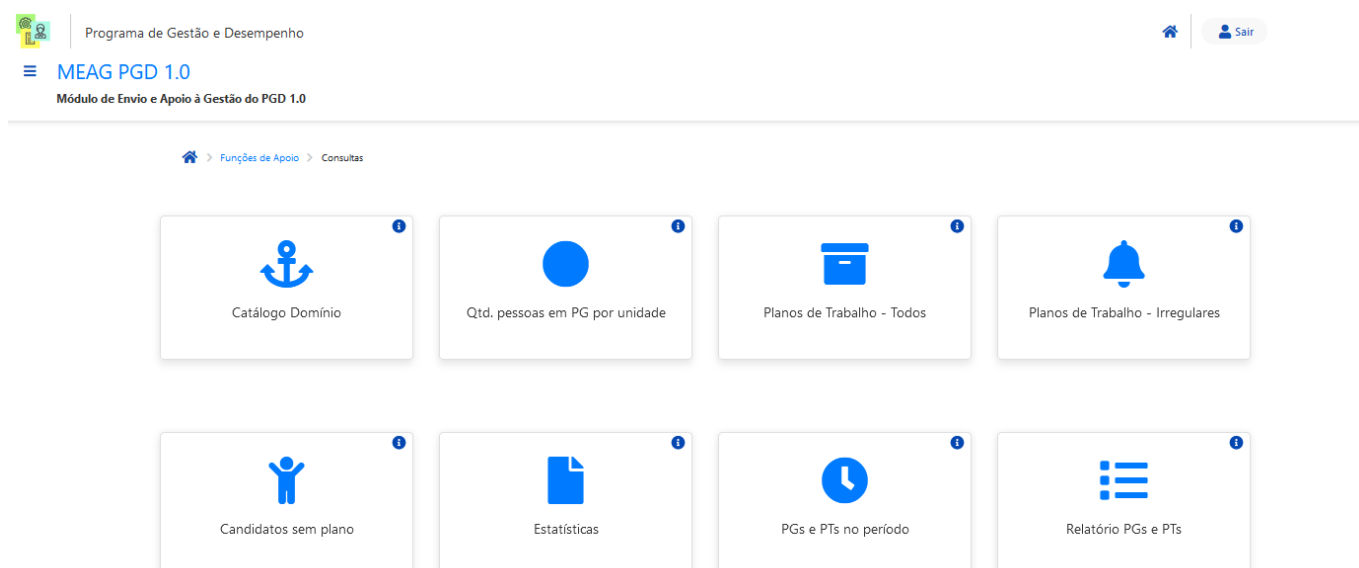 Programa de Gestão e Desempenho
Sair
MEAG PGD 1.0
Módulo de Envio e Apoio à Gestão do PGD 1.0
Funções de Apoio > Consultas
Catálogo Domínio
Qtd. pessoas em PG por unidade
Planos de Trabalho - Todos
Planos de Trabalho - Irregulares
Candidatos sem plano
Estatísticas
PGs e PTs no período
Relatório PGs e PTs